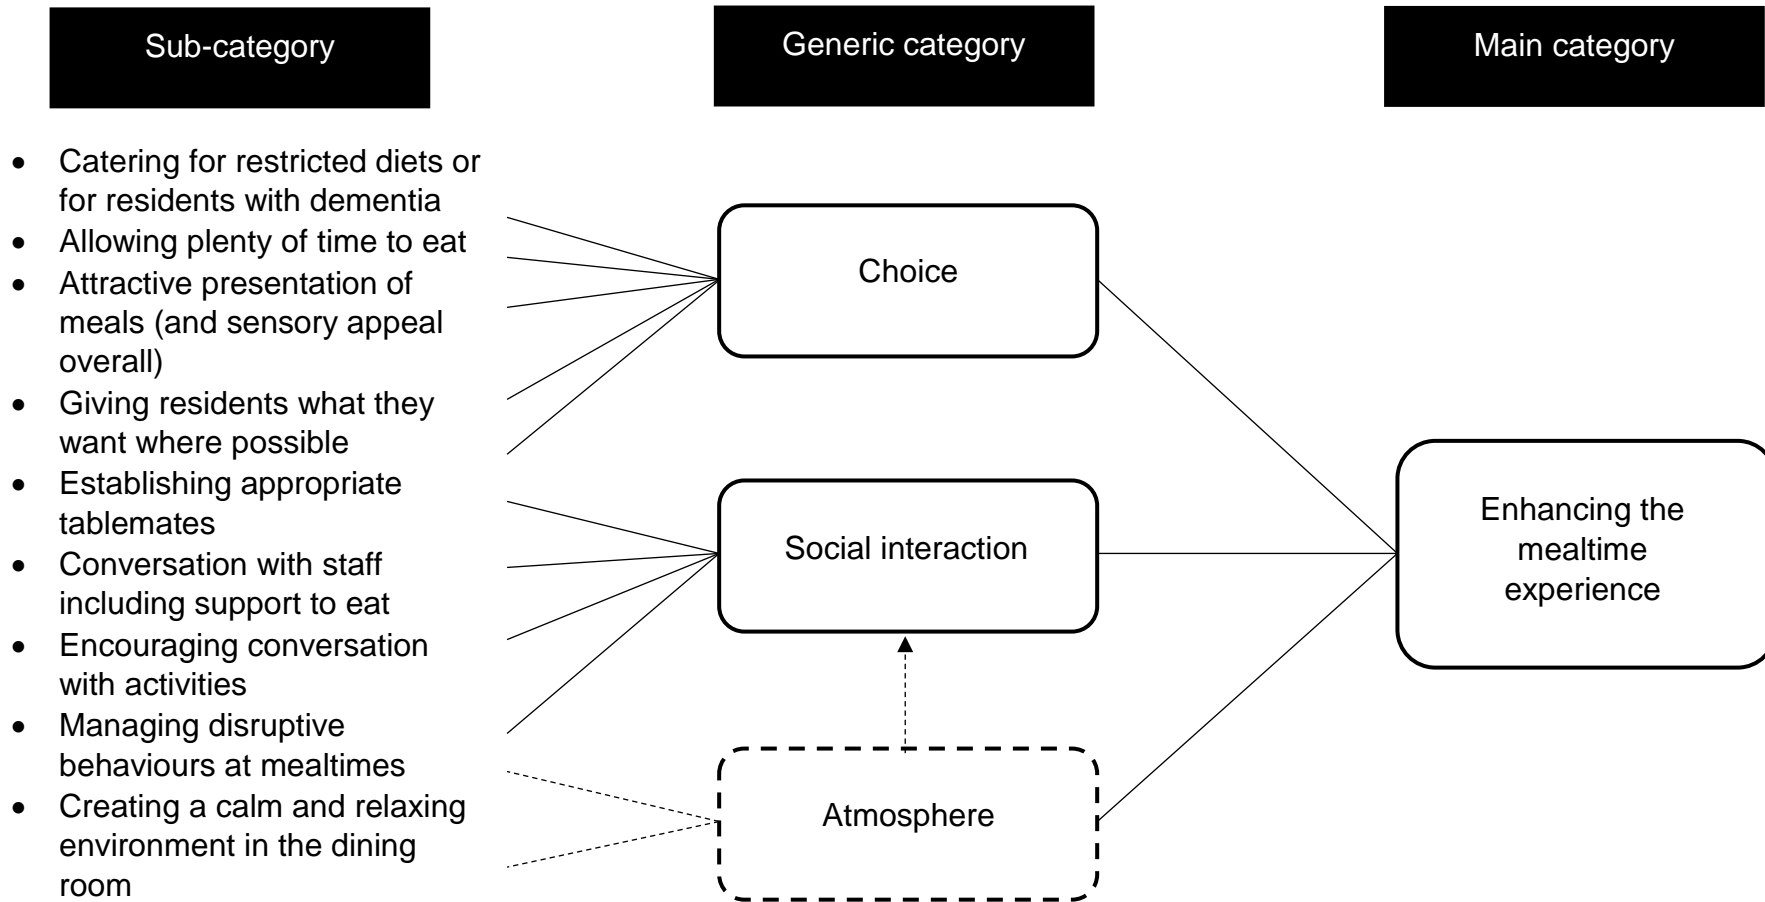 Sub-category
Generic category
Main category
• Catering for restricted diets or
for residents with dementia
• Allowing plenty of time to eat
• Attractive presentation of
meals (and sensory appeal
overall)
• Giving residents what they
want where possible
• Establishing appropriate
tablemates
• Conversation with staff
including support to eat
• Encouraging conversation
with activities
• Managing disruptive
behaviours at mealtimes
• Creating a calm and relaxing
environment in the dining
room
Choice
Social interaction
Atmosphere
Enhancing the
mealtime
experience